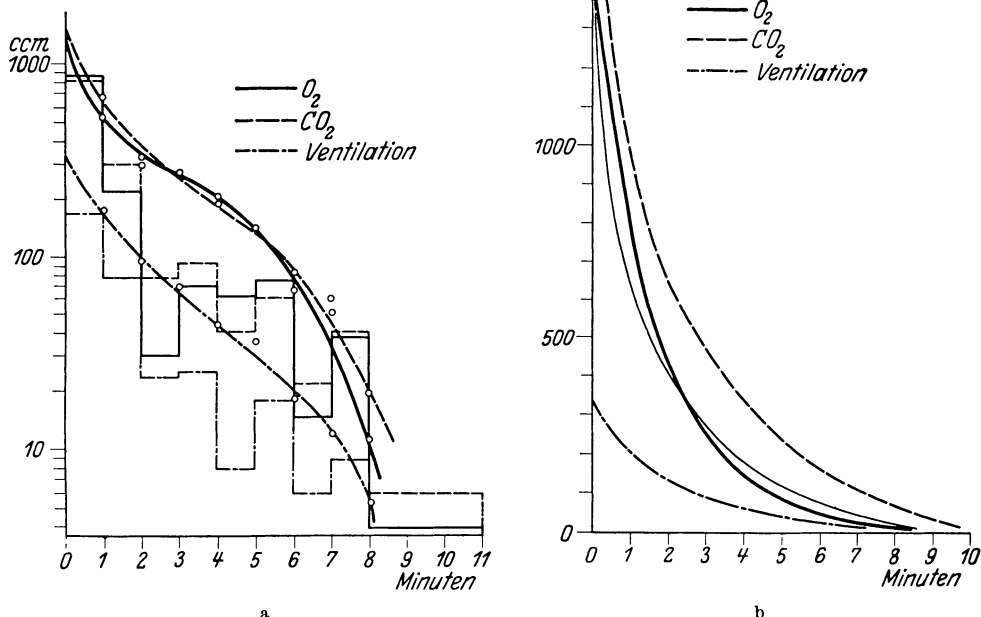 ccm
1000
100
10
O2
CO2
Ventilation
0 1 2 3 4 5 6 7 8 9 10 11
Minuten
a
O2
CO2
Ventilation
1000
500
0
0 1 2 3 4 5 6 7 8 9 10
Minuten
b